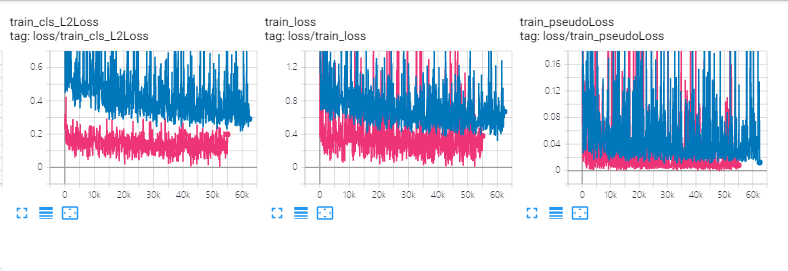 train_cls_L2Loss
tag: loss/train_cls_L2Loss
0.6
0.4
0.2
0
0 10k 20k 30k 40k 50k 60k
train_loss
tag: loss/train_loss
1.2
0.8
0.4
0
0 10k 20k 30k 40k 50k 60k
train_pseudoLoss
tag: loss/train_pseudoLoss
0.16
0.12
0.08
0.04
0
0 10k 20k 30k 40k 50k 60k